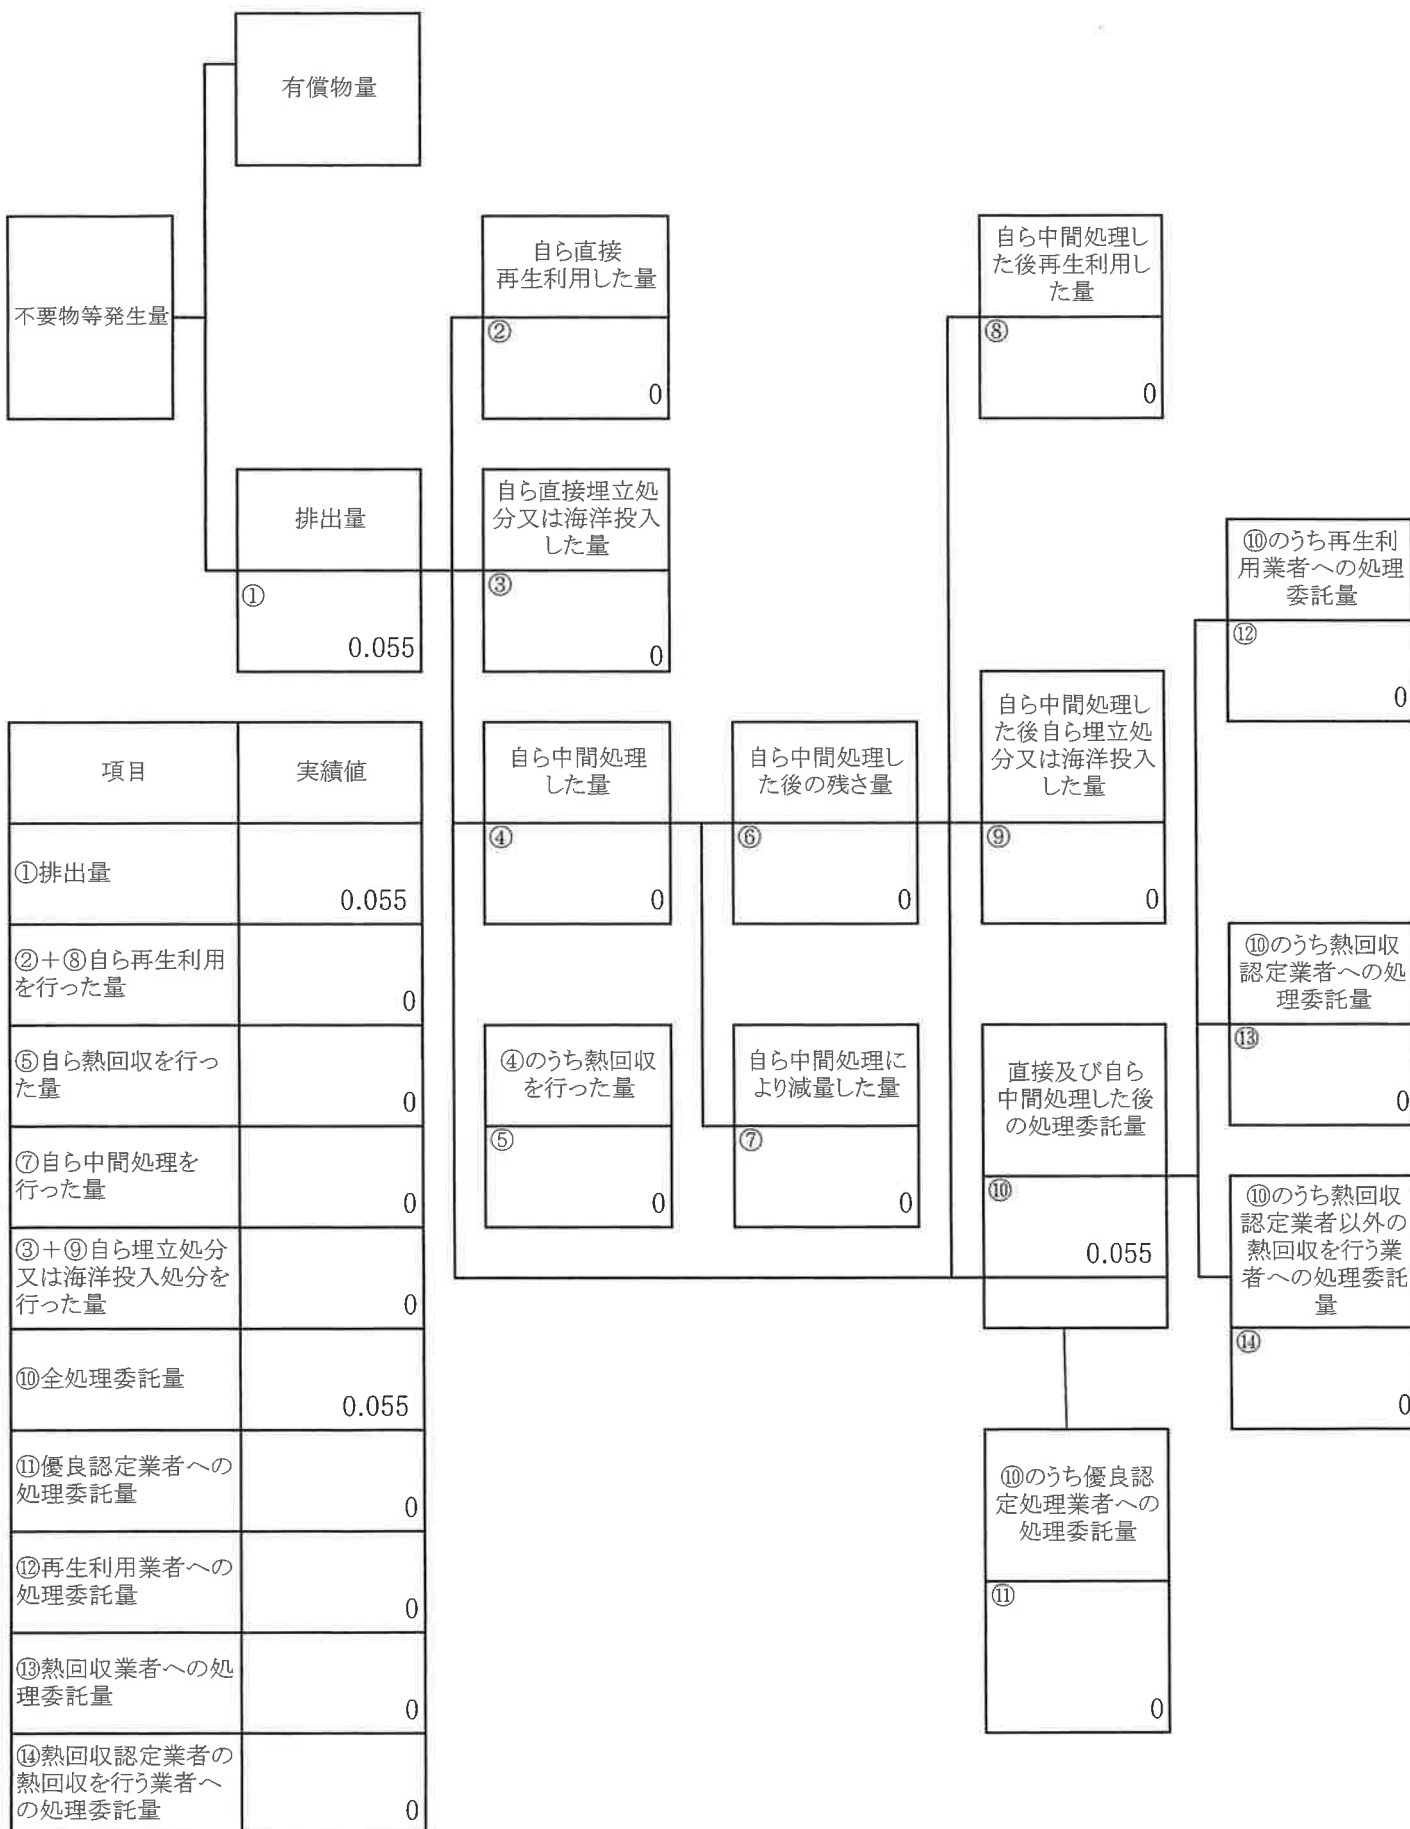 有償物量
不要物等発生量
自ら直接
再生利用した量
②
0
自ら中間処理し
た後再生利用し
た量
⑧
0
排出量
①
0.055
自ら直接埋立処
分又は海洋投入
した量
③
0
⑩のうち再生利
用業者への処理
委託量
⑫
0
自ら中間処理
した量
④
0
自ら中間処理し
た後の残さ量
⑥
0
自ら中間処理し
た後自ら埋立処
分又は海洋投入
した量
⑨
0
⑩のうち熱回収
認定業者への処
理委託量
⑬
0
④のうち熱回収
を行った量
⑤
0
自ら中間処理に
より減量した量
⑦
0
直接及び自ら
中間処理した後
の処理委託量
⑩
0.055
⑩のうち熱回収
認定業者以外の
熱回収を行う業
者への処理委託
量
⑭
0
⑩のうち優良認
定処理業者への
処理委託量
⑪
0
項目
実績値
①排出量
0.055
②+⑧自ら再生利用
を行った量
0
⑤自ら熱回収を行っ
た量
0
⑦自ら中間処理を
行った量
0
③+⑨自ら埋立処分
又は海洋投入処分を
行った量
0
⑩全処理委託量
0.055
⑪優良認定業者への
処理委託量
0
⑫再生利用業者への
処理委託量
0
⑬熱回収業者への処
理委託量
0
⑭熱回収認定業者の
熱回収を行う業者へ
の処理委託量
0